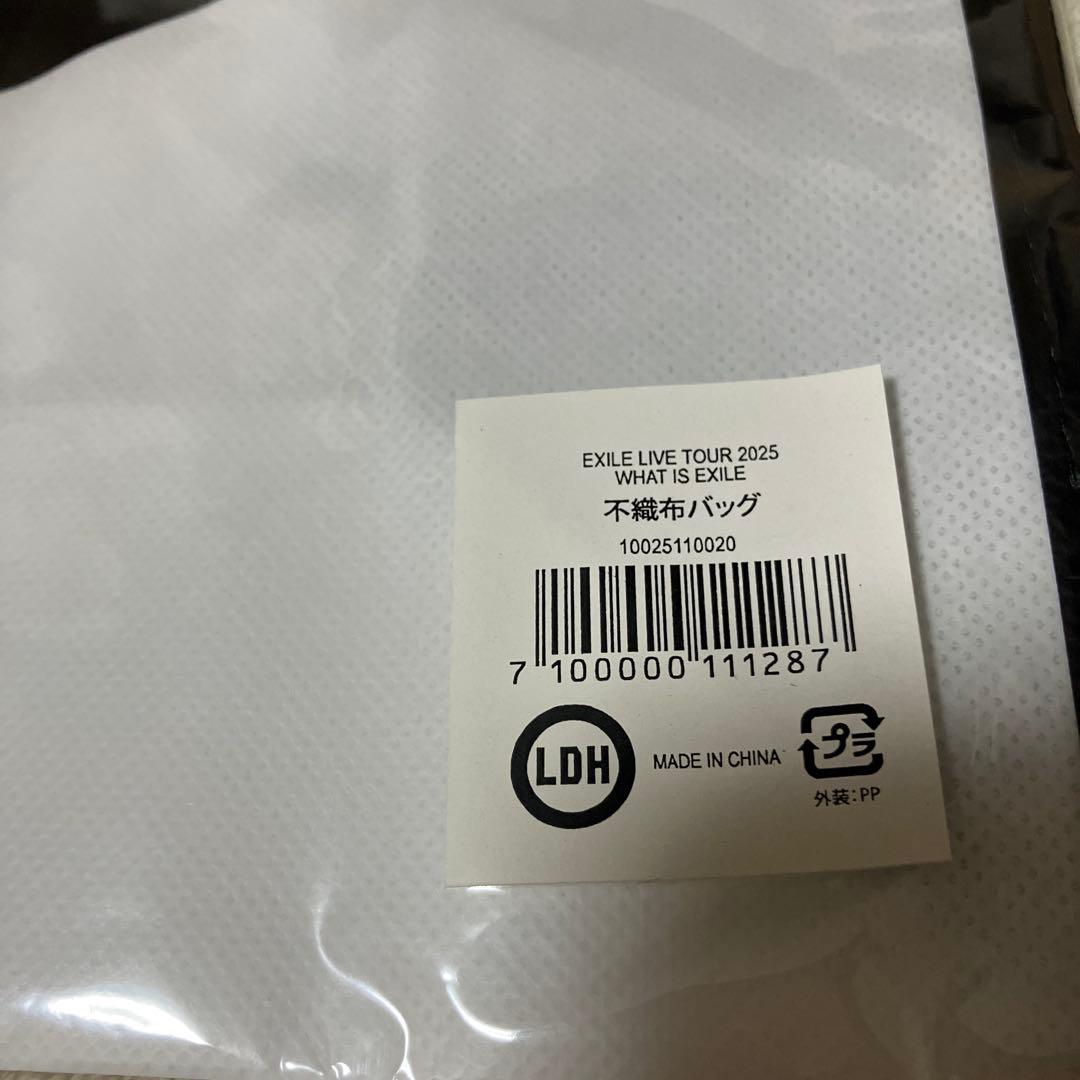 EXILE LIVE TOUR 2025
WHAT IS EXILE
不織布バッグ
10025110020
7 100000 111287
LDH
MADE IN CHINA
プラ
外装:PP